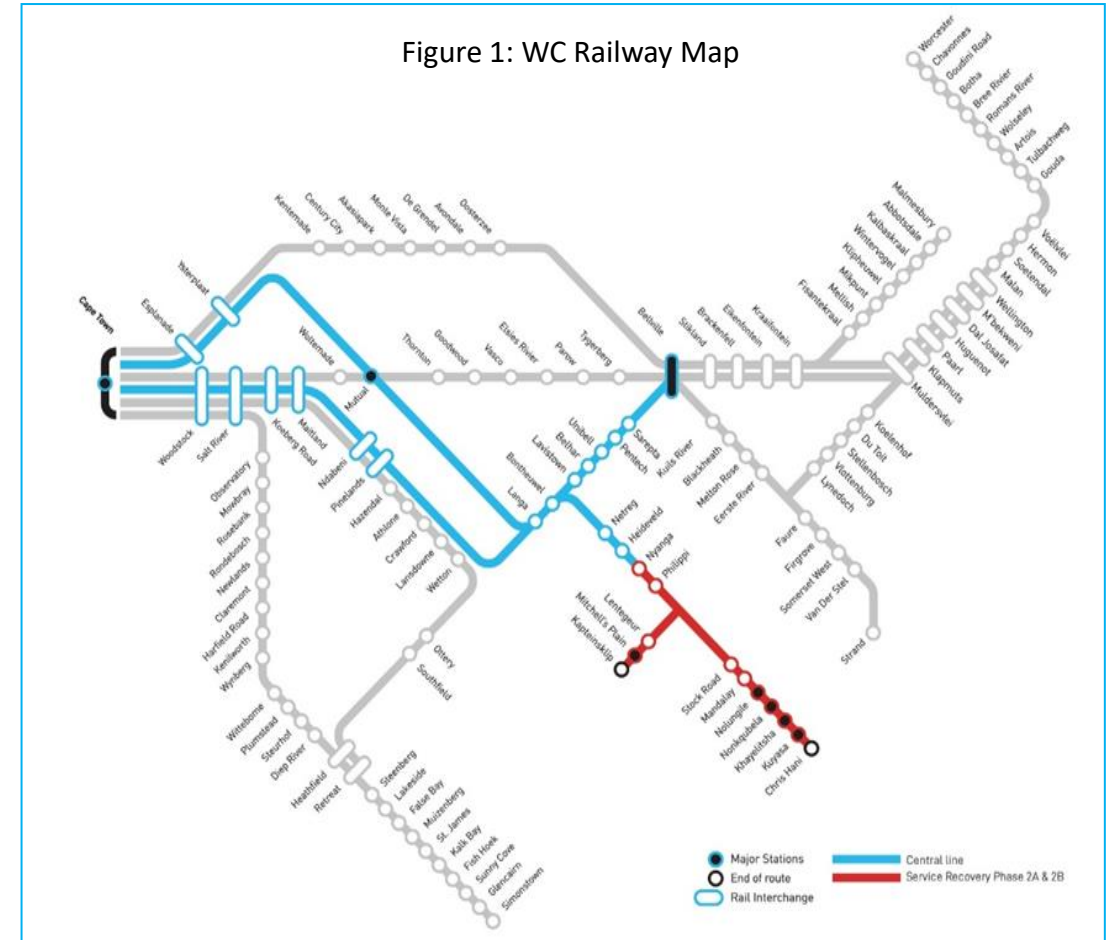 Figure 1: WC Railway Map
Worcester
Chavonnes
Goudini Road
Botha
Bree Rivier
Romans River
Wolseley
Artois
Tulbachweg
Gouda
Voëlvlei
Hermon
Soetendal
Malan
Wellington
M'bekweni
Dal Josafat
Huguenot
Paarl
Klapmuts
Muldersvlei
Malmesbury
Abbotsdale
Kalbaskraal
Wintervogel
Klipheuwel
Mikpunt
Mellish
Fisantekraal
Kentemade
Century City
Akasiapark
Monte Vista
De Grendel
Avondale
Oosterzee
Ysterplaat
Esplanade
Cape Town
Woltemade
Mutual
Thornton
Goodwood
Vasco
Elsies River
Parow
Tygerberg
Bellville
Stikland
Brackenfell
Eikenfontein
Kraaifontein
Woodstock
Salt River
Koeberg Road
Maitland
Ndabeni
Pinelands
Hazendal
Athlone
Crawford
Lansdowne
Wetton
Ottery
Southfield
Observatory
Mowbray
Rosebank
Rondebosch
Newlands
Claremont
Harfield Road
Kenilworth
Wynberg
Witteborne
Plumstead
Steurhof
Diep River
Heathfield
Retreat
Steenberg
Lakeside
False Bay
Muizenberg
St. James
Kalk Bay
Fish Hoek
Sunny Cove
Glencairn
Simonstown
Langa
Bontheuwel
Lavistown
Belhar
Unibell
Pentech
Sarepta
Kuils River
Blackheath
Melton Rose
Eerste River
Koelenhof
Du Toit
Stellenbosch
Vlottenburg
Lynedoch
Faure
Firgrove
Somerset West
Van Der Stel
Strand
Netreg
Heideveld
Nyanga
Philippi
Lentegeur
Mitchell's Plain
Kapteinsklip
Stock Road
Mandalay
Nolungile
Nonkqubela
Khayelitsha
Kuyasa
Chris Hani
Major Stations
End of route
Rail Interchange
Central line
Service Recovery Phase 2A & 2B